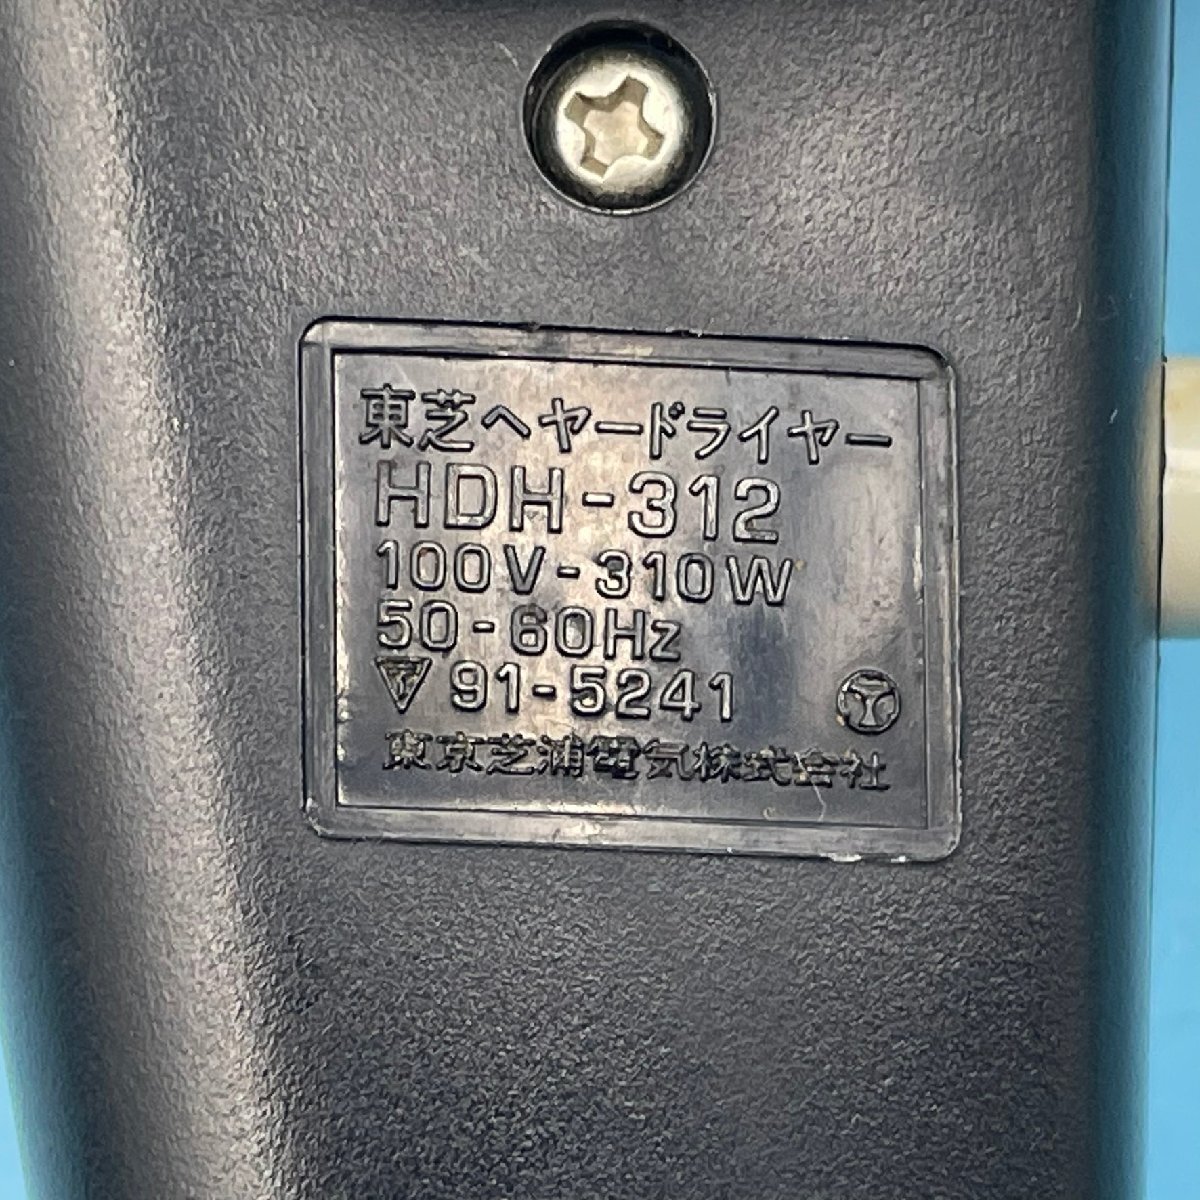 東芝ヘヤードライヤー
HDH-312
100V-310W
50-60Hz
91-5241
東京芝浦電気株式会社